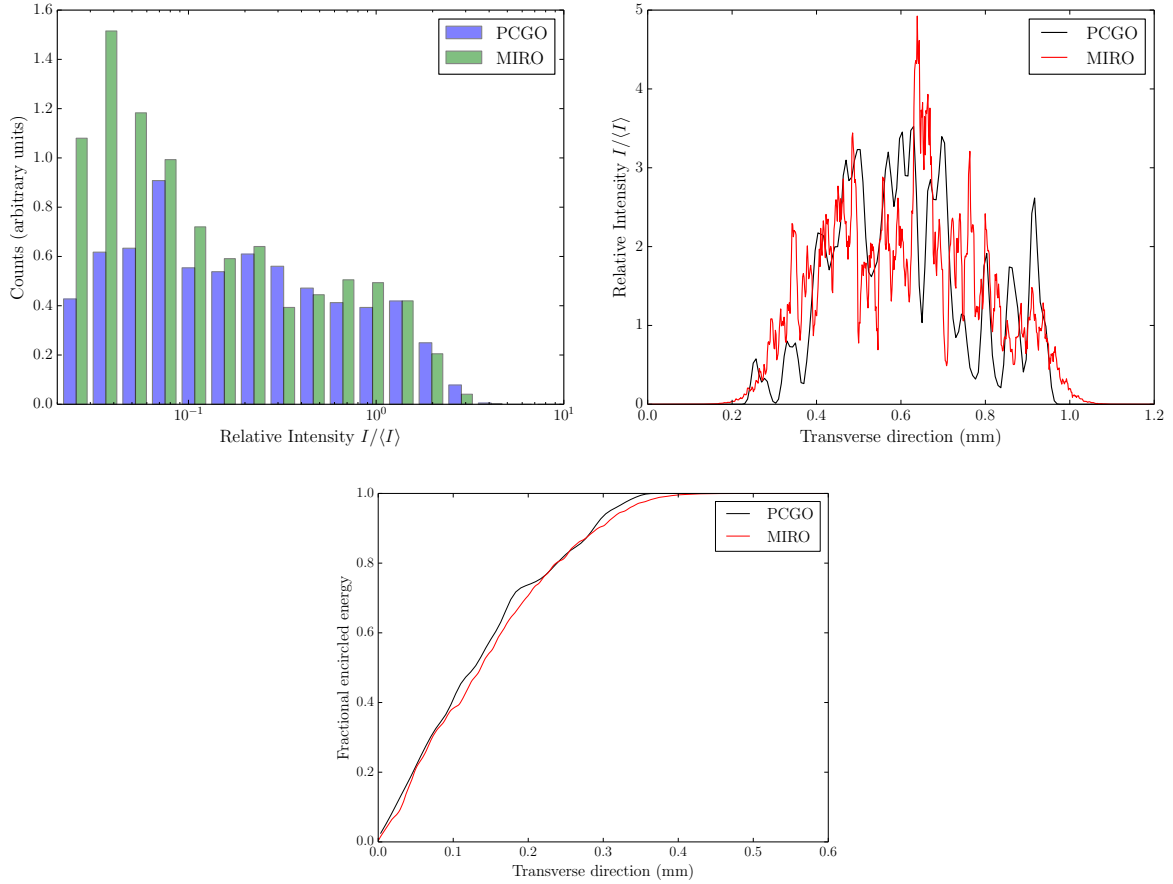 1.6
1.4
1.2
1.0
0.8
0.6
0.4
0.2
0.0
Counts (arbitrary units)
PCGO
MIRO
10⁻¹
10⁰
10¹
Relative Intensity I/⟨I⟩
5
4
3
2
1
0
Relative Intensity I/⟨I⟩
PCGO
MIRO
0.0 0.2 0.4 0.6 0.8 1.0 1.2
Transverse direction (mm)
1.0
0.8
0.6
0.4
0.2
0.0
Fractional encircled energy
PCGO
MIRO
0.0 0.1 0.2 0.3 0.4 0.5 0.6
Transverse direction (mm)